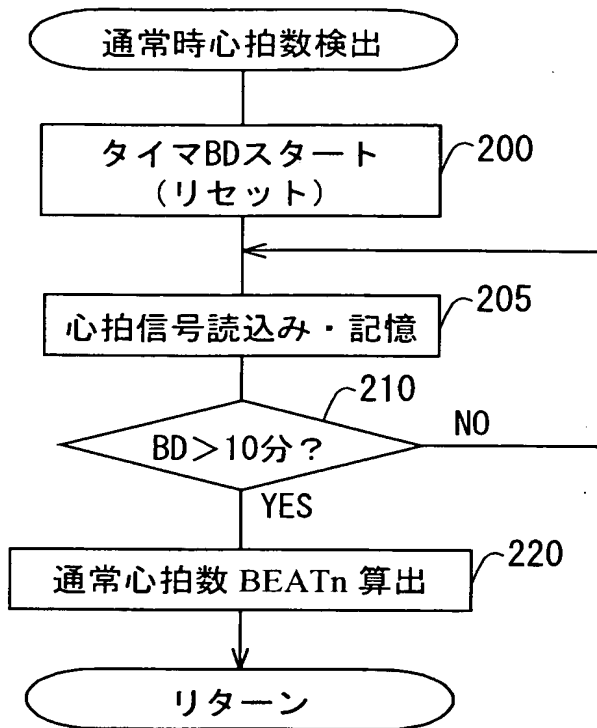 通常時心拍数検出
タイマBDスタート
(リセット)
200
心拍信号読込み・記憶
205
210
BD>10分?
NO
YES
通常心拍数 BEATn 算出
220
リターン